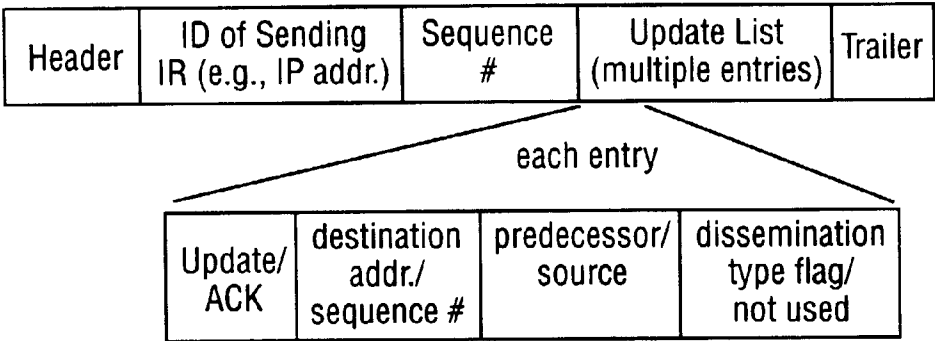 Header
ID of Sending
IR (e.g., IP addr.)
Sequence
#
Update List
(multiple entries)
Trailer
each entry
Update/
ACK
destination
addr./
sequence #
predecessor/
source
dissemination
type flag/
not used